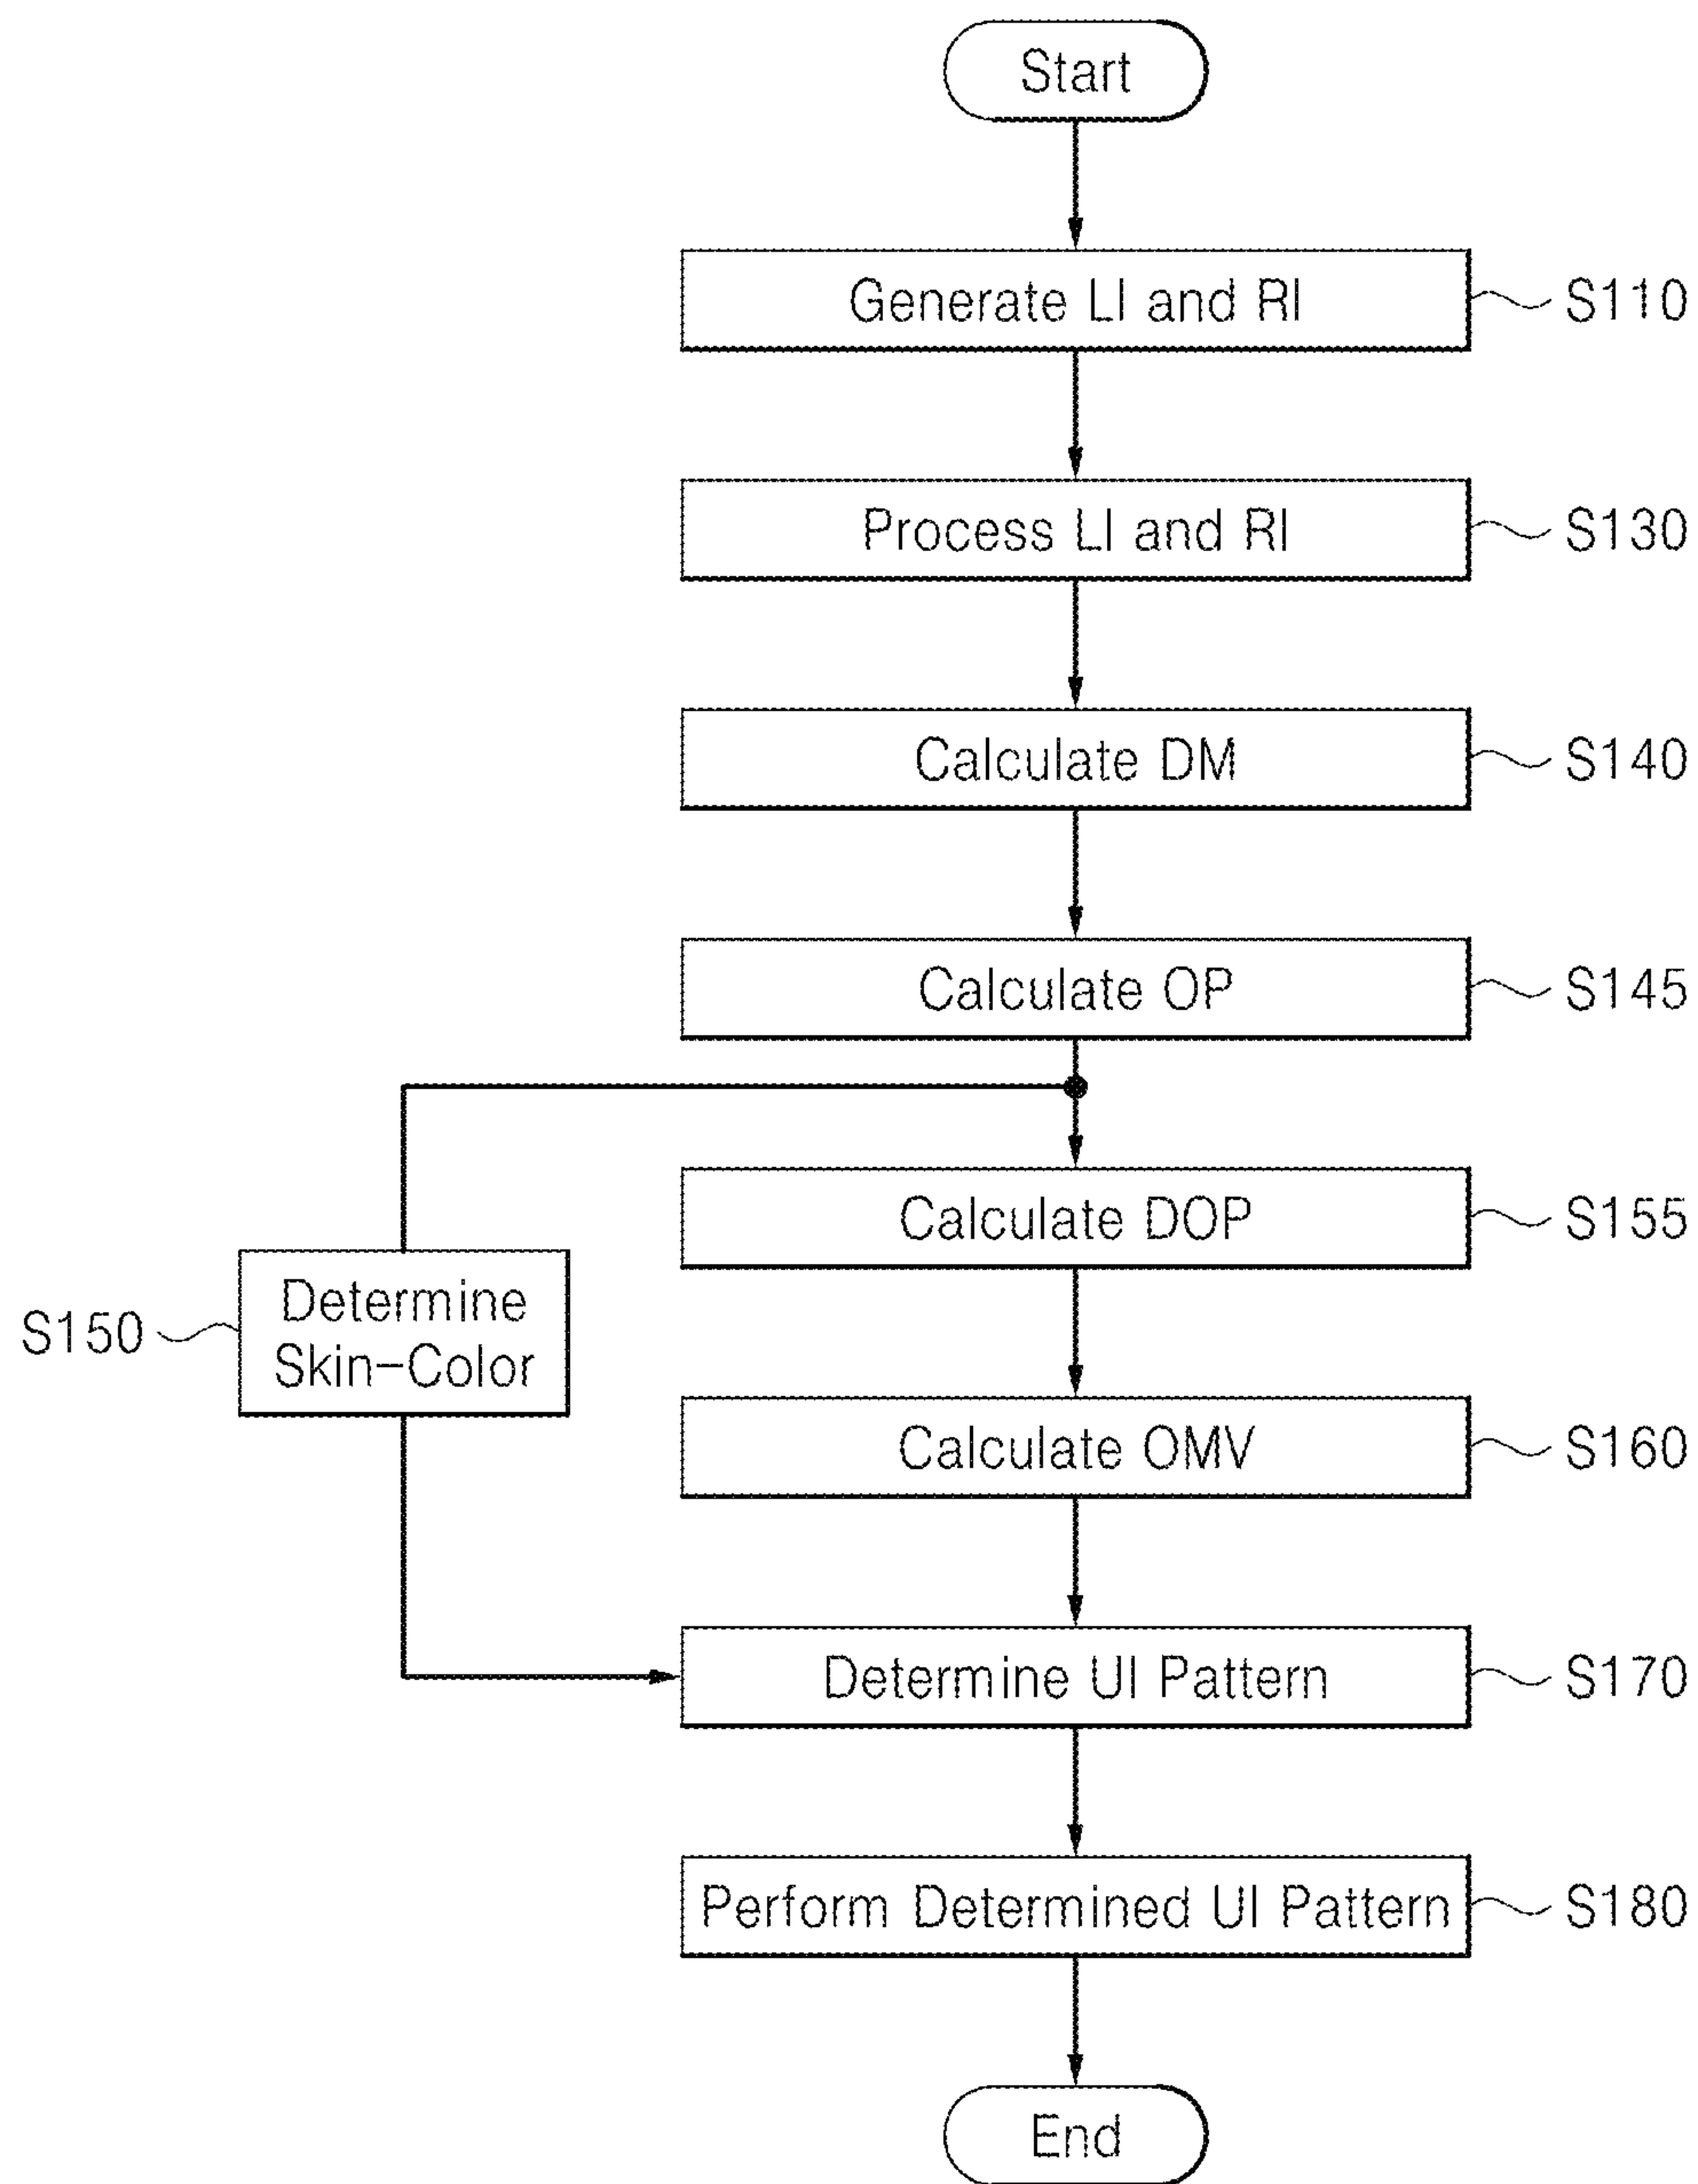 Start
Generate LI and RI
S110
Process LI and RI
S130
Calculate DM
S140
Calculate OP
S145
Calculate DOP
S155
S150
Determine
Skin-Color
Calculate OMV
S160
Determine UI Pattern
S170
Perform Determined UI Pattern
S180
End